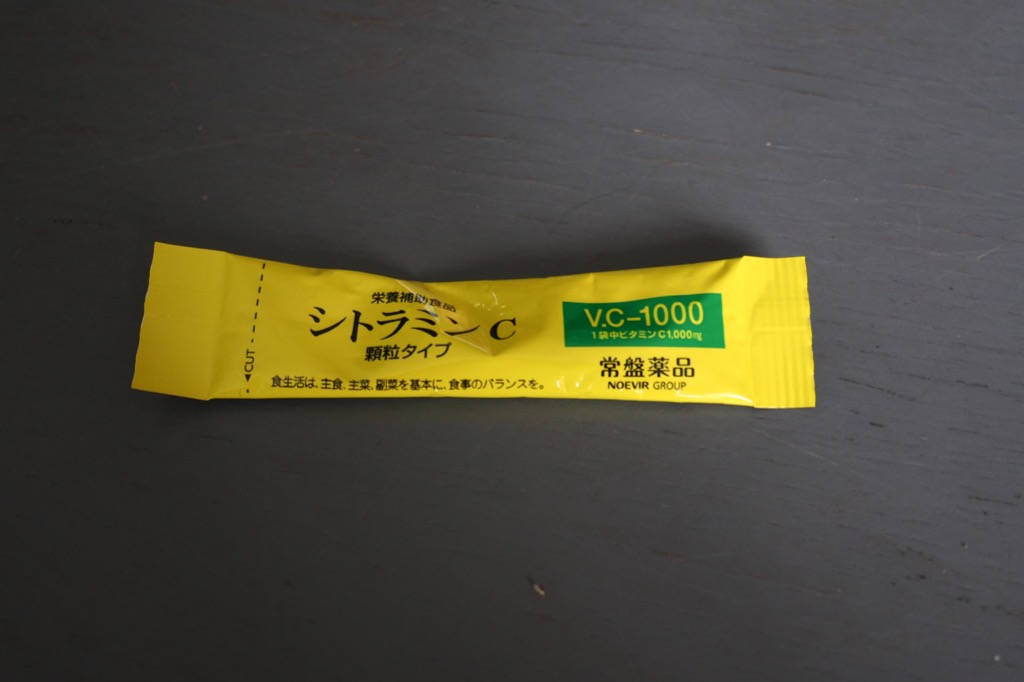 CUT
栄養補助食品
シトラミン C
顆粒タイプ
食生活は、主食、主菜、副菜を基本に、食事のバランスを。
V.C-1000
1袋中ビタミンC1,000mg
常盤薬品
NOEVIR GROUP